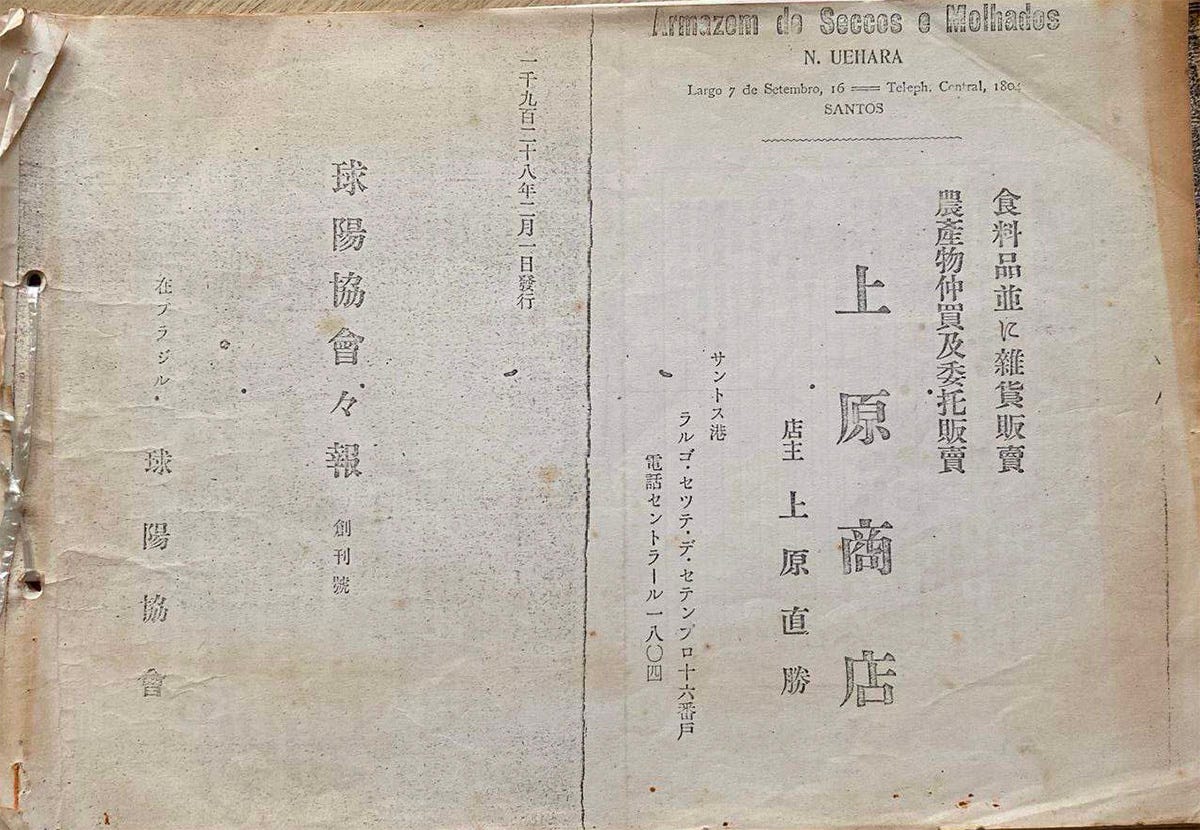 Armazem de Seccos e Molhados
N. UEHARA
Largo 7 de Setembro, 16 == Teleph. Central, 1804
SANTOS
食料品並に雜貨販賣
農產物仲買及委托販賣
上原商店
店主 上原直勝
サントス港
ラルゴ・セツテ・デ・セテンブロ十六番戸
電話セントラール一八〇四
一千九百二十八年二月一日發行
球陽協會々報 創刊號
在ブラジル・球陽協會